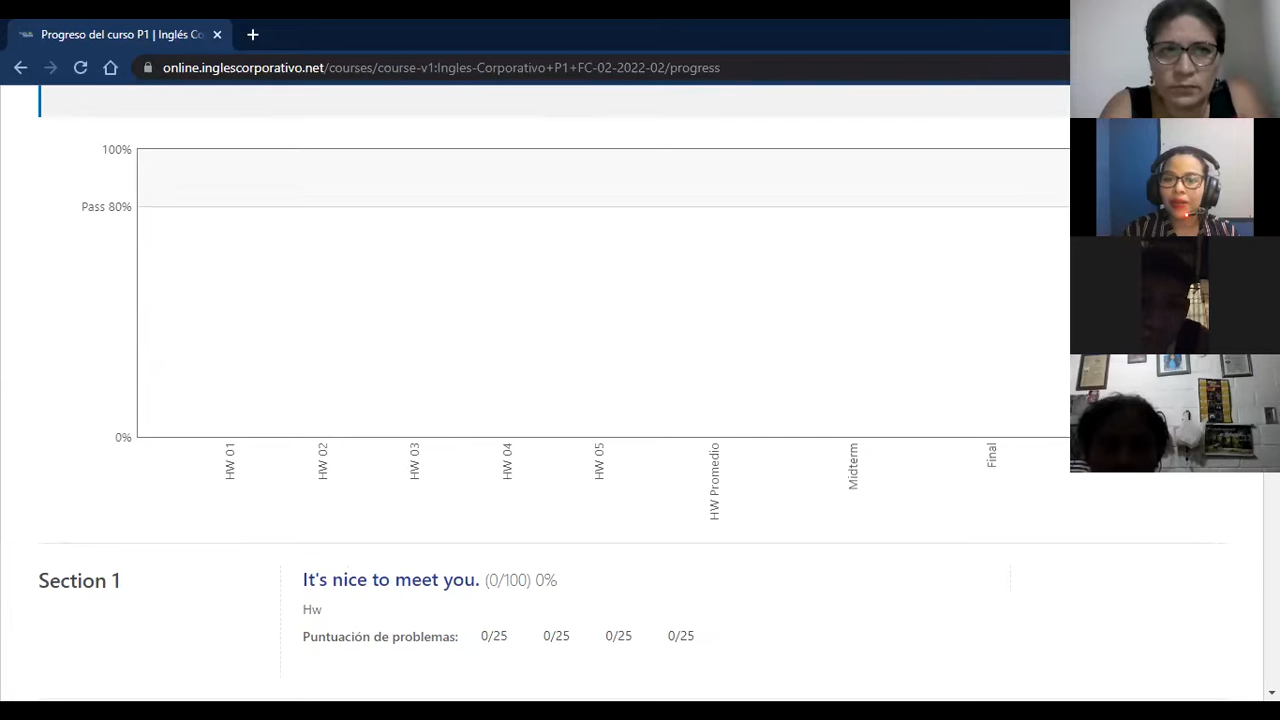 Progreso del curso P1 | Inglés Co
online.inglescorporativo.net/courses/course-v1:Ingles-Corporativo+P1+FC-02-2022-02/progress
100%
Pass 80%
0%
HW 01
HW 02
HW 03
HW 04
HW 05
HW Promedio
Midterm
Final
Section 1
It's nice to meet you. (0/100) 0%
Hw
Puntuación de problemas: 0/25 0/25 0/25 0/25